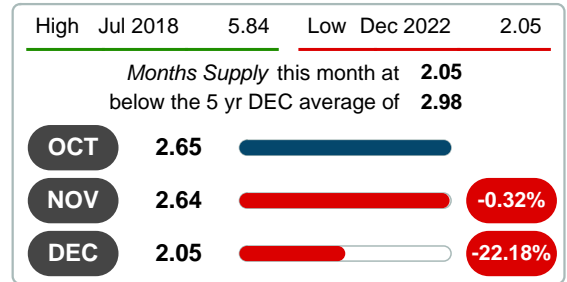 High Jul 2018 5.84 Low Dec 2022 2.05
Months Supply this month at 2.05
below the 5 yr DEC average of 2.98
OCT 2.65
NOV 2.64 -0.32%
DEC 2.05 -22.18%